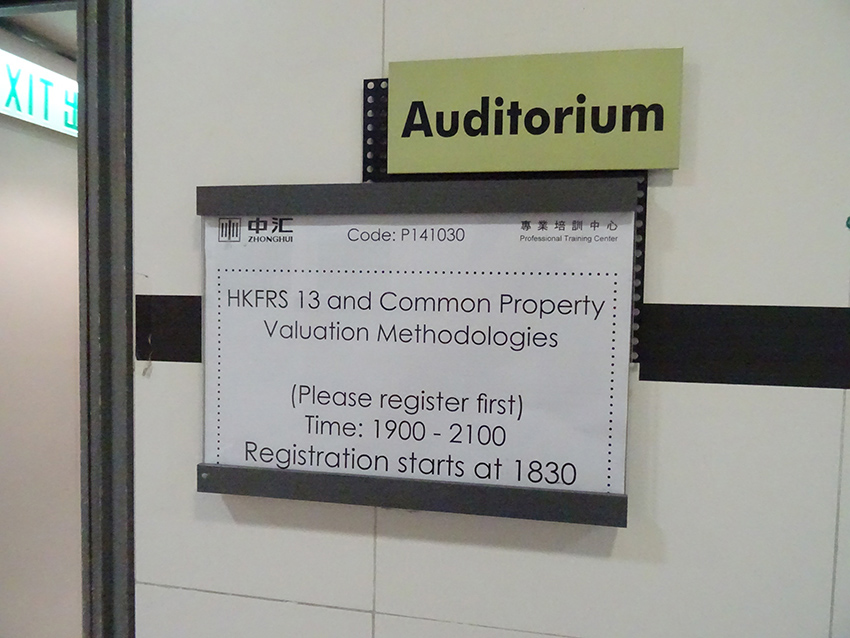 EXIT 出
Auditorium
中汇
ZHONGHUI
Code: P141030
專業培訓中心
Professional Training Center
HKFRS 13 and Common Property
Valuation Methodologies
(Please register first)
Time: 1900 - 2100
Registration starts at 1830